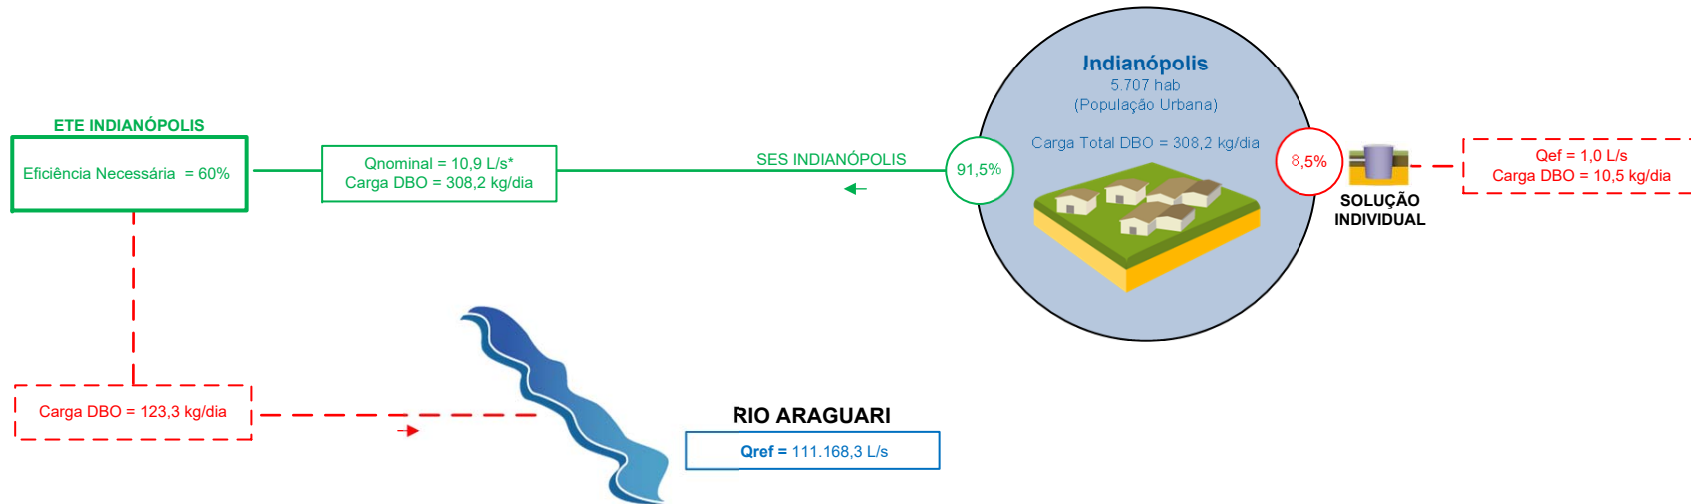 Indianópolis
5.707 hab
(População Urbana)
Carga Total DBO = 308,2 kg/dia
ETE INDIANÓPOLIS
Eficiência Necessária = 60%
Qnominal = 10,9 L/s*
Carga DBO = 308,2 kg/dia
SES INDIANÓPOLIS
91,5%
8,5%
SOLUÇÃO
INDIVIDUAL
Qef = 1,0 L/s
Carga DBO = 10,5 kg/dia
Carga DBO = 123,3 kg/dia
RIO ARAGUARI
Qref = 111.168,3 L/s